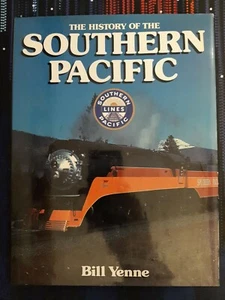 THE HISTORY OF THE
SOUTHERN
PACIFIC
SOUTHERN
LINES
PACIFIC
Bill Yenne